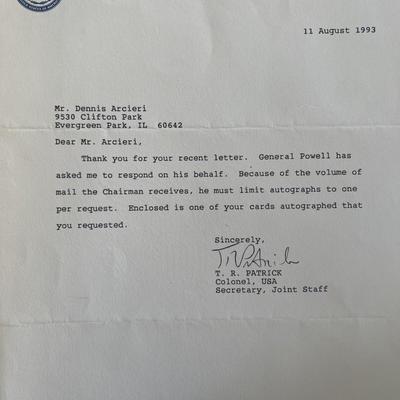 11 August 1993
Mr. Dennis Arcieri
9530 Clifton Park
Evergreen Park, IL 60642
Dear Mr. Arcieri,
Thank you for your recent letter. General Powell has
asked me to respond on his behalf. Because of the volume of
mail the Chairman receives, he must limit autographs to one
per request. Enclosed is one of your cards autographed that
you requested.
Sincerely,
T. R. PATRICK
Colonel, USA
Secretary, Joint Staff